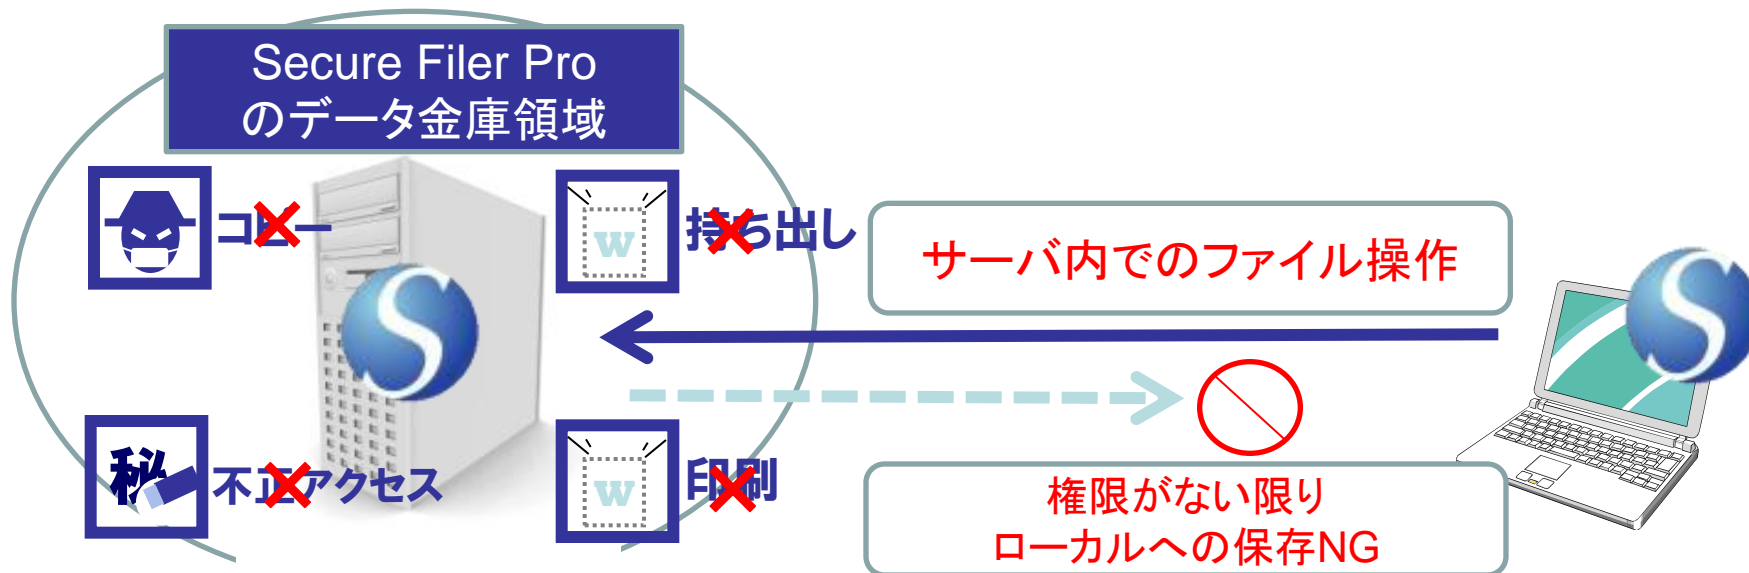 Secure Filer Pro
のデータ金庫領域
コピー
持ち出し
サーバ内でのファイル操作
W
秘
不正アクセス
W
印刷
権限がない限り
ローカルへの保存NG